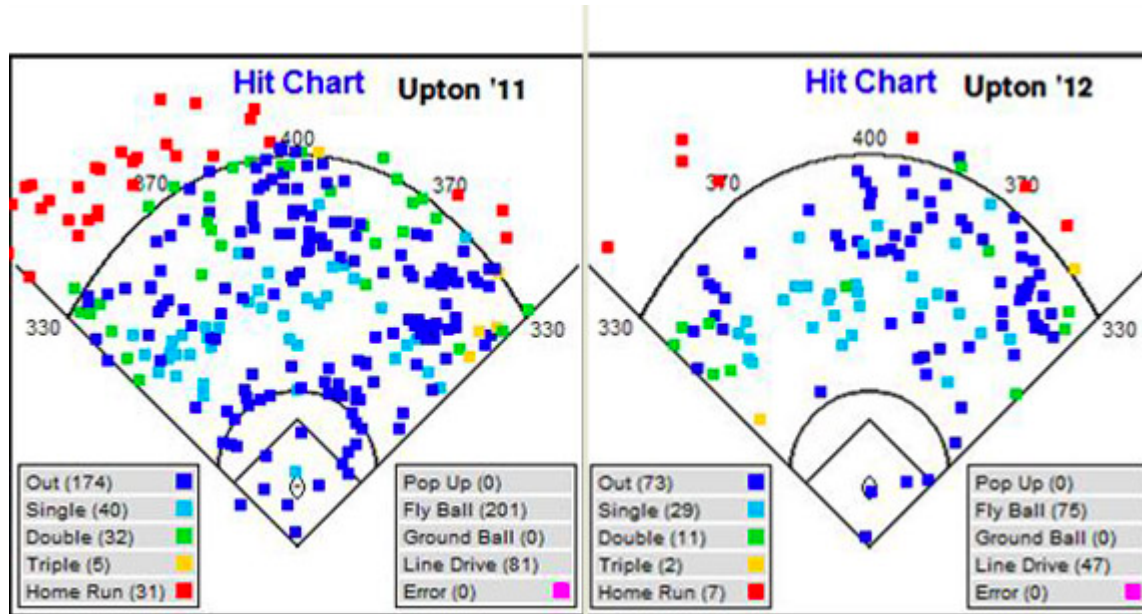 Hit Chart Upton '11
400
370 370
330 330
Out (174)
Single (40)
Double (32)
Triple (5)
Home Run (31)
Pop Up (0)
Fly Ball (201)
Ground Ball (0)
Line Drive (81)
Error (0)
Hit Chart Upton '12
400
370 370
330 330
Out (73)
Single (29)
Double (11)
Triple (2)
Home Run (7)
Pop Up (0)
Fly Ball (75)
Ground Ball (0)
Line Drive (47)
Error (0)